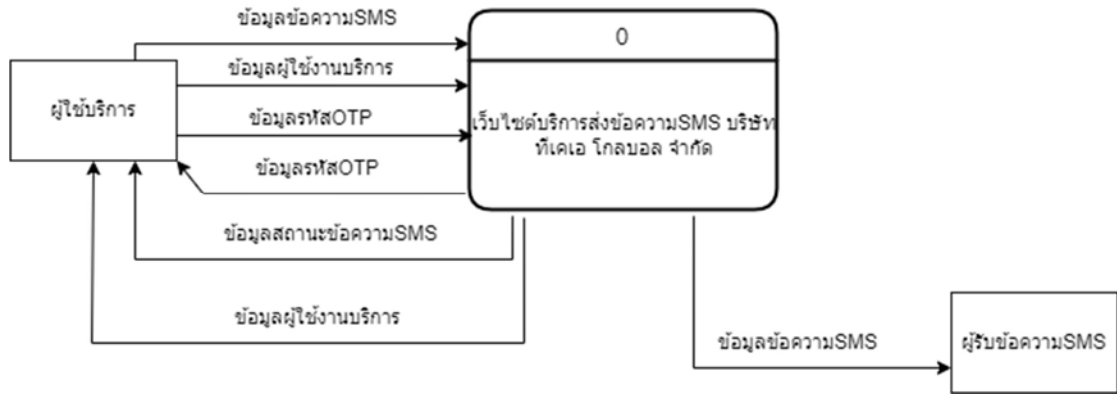 ข้อมูลข้อความSMS
0
ข้อมูลผู้ใช้งานบริการ
ผู้ใช้บริการ
ข้อมูลรหัสOTP
เว็บไซต์บริการส่งข้อความSMS บริษัท
ทีเคเอ โกลบอล จำกัด
ข้อมูลรหัสOTP
ข้อมูลสถานะข้อความSMS
ข้อมูลผู้ใช้งานบริการ
ข้อมูลข้อความSMS
ผู้รับข้อความSMS